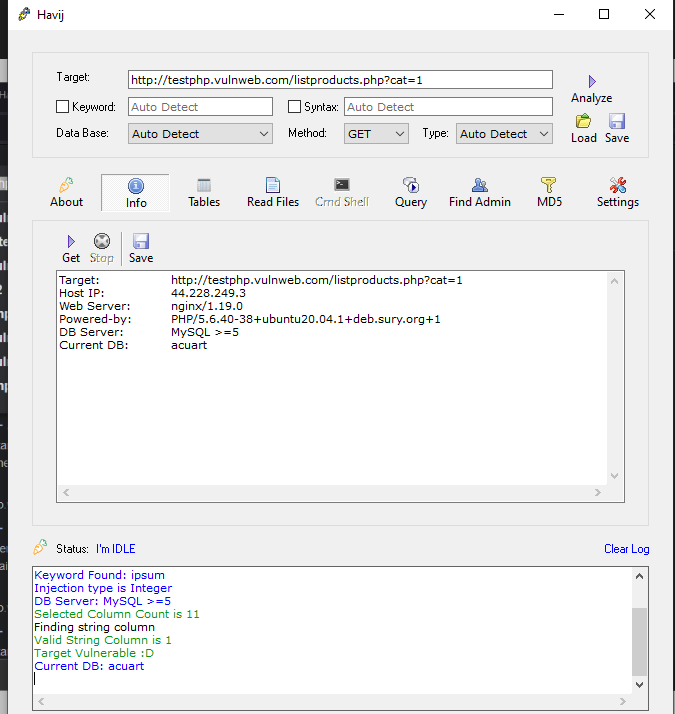 Havij
Target: http://testphp.vulnweb.com/listproducts.php?cat=1
Analyze
Keyword: Auto Detect Syntax: Auto Detect
Data Base: Auto Detect Method: GET Type: Auto Detect
Load Save
About Info Tables Read Files Cmd Shell Query Find Admin MD5 Settings
Get Stop Save
Target: http://testphp.vulnweb.com/listproducts.php?cat=1
Host IP: 44.228.249.3
Web Server: nginx/1.19.0
Powered-by: PHP/5.6.40-38+ubuntu20.04.1+deb.sury.org+1
DB Server: MySQL >=5
Current DB: acuart
Status: I'm IDLE Clear Log
Keyword Found: ipsum
Injection type is Integer
DB Server: MySQL >=5
Selected Column Count is 11
Finding string column
Valid String Column is 1
Target Vulnerable :D
Current DB: acuart